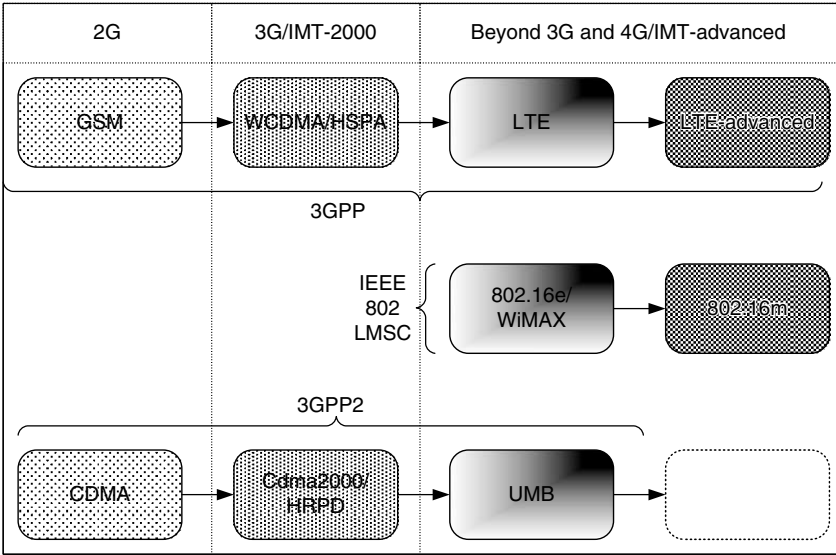 2G
3G/IMT-2000
Beyond 3G and 4G/IMT-advanced
GSM
WCDMA/HSPA
LTE
LTE-advanced
3GPP
IEEE
802
LMSC
802.16e/
WiMAX
802.16m
3GPP2
CDMA
Cdma2000/
HRPD
UMB